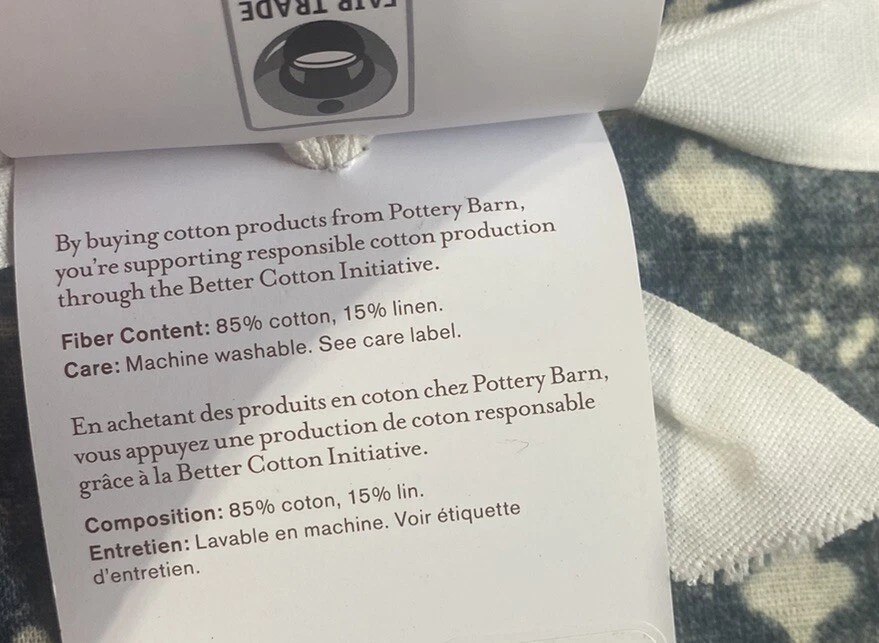 FAIR TRADE
By buying cotton products from Pottery Barn,
you're supporting responsible cotton production
through the Better Cotton Initiative.
Fiber Content: 85% cotton, 15% linen.
Care: Machine washable. See care label.
En achetant des produits en coton chez Pottery Barn,
vous appuyez une production de coton responsable
grâce à la Better Cotton Initiative.
Composition: 85% coton, 15% lin.
Entretien: Lavable en machine. Voir étiquette
d'entretien.